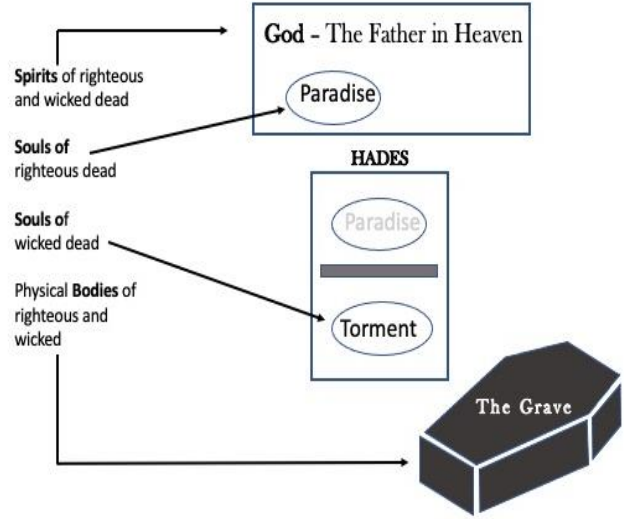 God – The Father in Heaven
Spirits of righteous
and wicked dead
Paradise
Souls of
righteous dead
HADES
Souls of
wicked dead
Paradise
Physical Bodies of
righteous and
wicked
Torment
The Grave